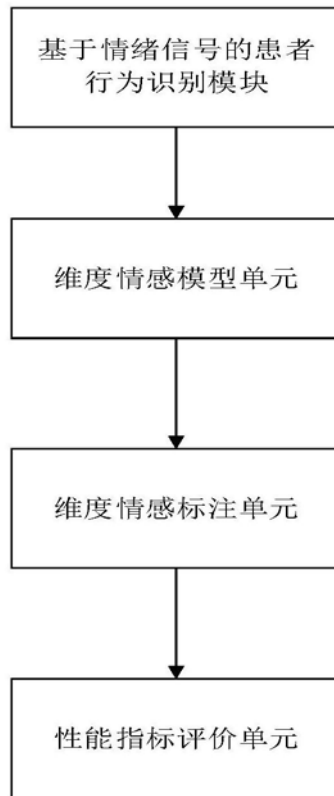 基于情绪信号的患者
行为识别模块
维度情感模型单元
维度情感标注单元
性能指标评价单元